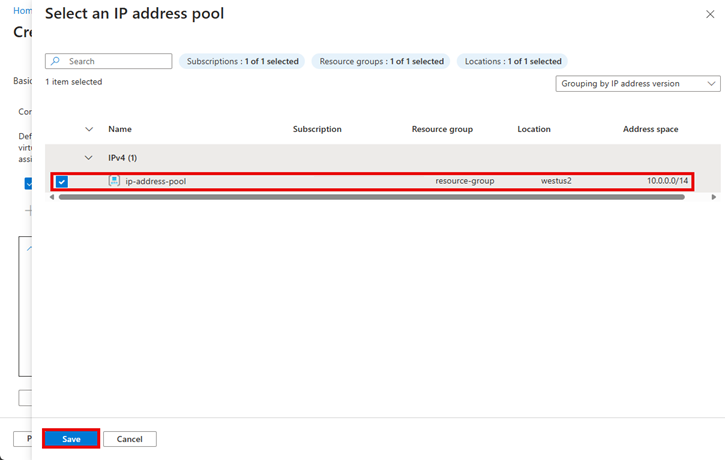 Hom
Select an IP address pool
Cre
Search
Subscriptions : 1 of 1 selected
Resource groups : 1 of 1 selected
Locations : 1 of 1 selected
Basic
1 item selected
Grouping by IP address version
Con
Def
virtu
assi
Name Subscription Resource group Location Address space
IPv4 (1)
ip-address-pool resource-group westus2 10.0.0.0/14
P
Save
Cancel